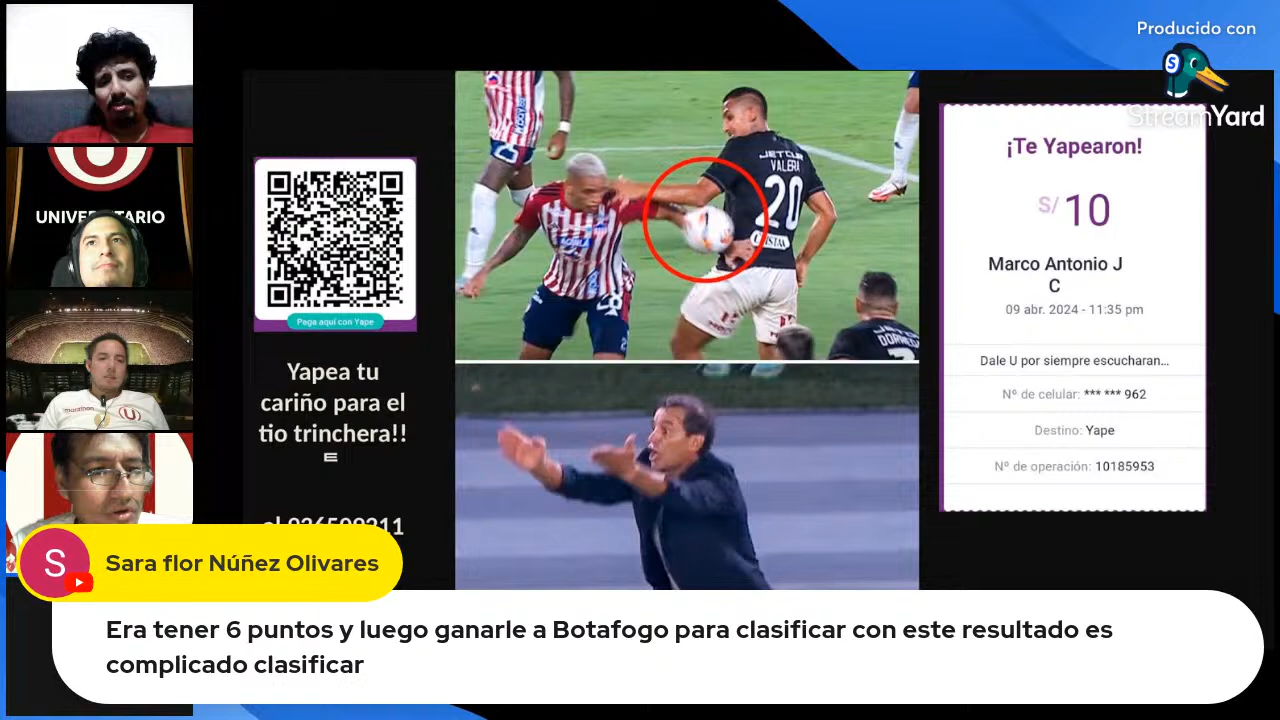 Producido con
StreamYard
UNIVERSITARIO
marathon
Paga aquí con Yape
Yapea tu
cariño para el
tio trinchera!!
JETOUR
VALERA
20
AGUILA
¡Te Yapearon!
S/ 10
Marco Antonio J
C
09 abr. 2024 - 11:35 pm
Dale U por siempre escucharan...
Nº de celular: *** *** 962
Destino: Yape
Nº de operación: 10185953
S
Sara flor Núñez Olivares
Era tener 6 puntos y luego ganarle a Botafogo para clasificar con este resultado es
complicado clasificar